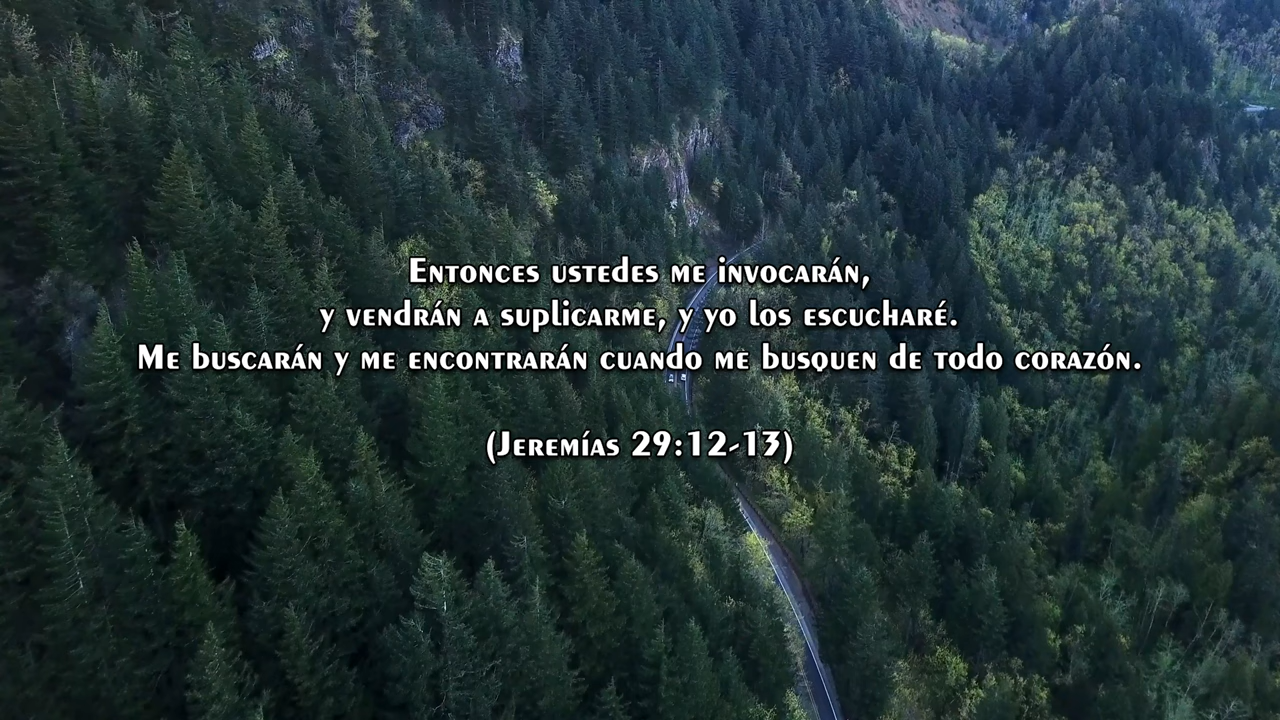 Entonces ustedes me invocarán,
y vendrán a suplicarme, y yo los escucharé.
Me buscarán y me encontrarán cuando me busquen de todo corazón.
(Jeremías 29:12-13)